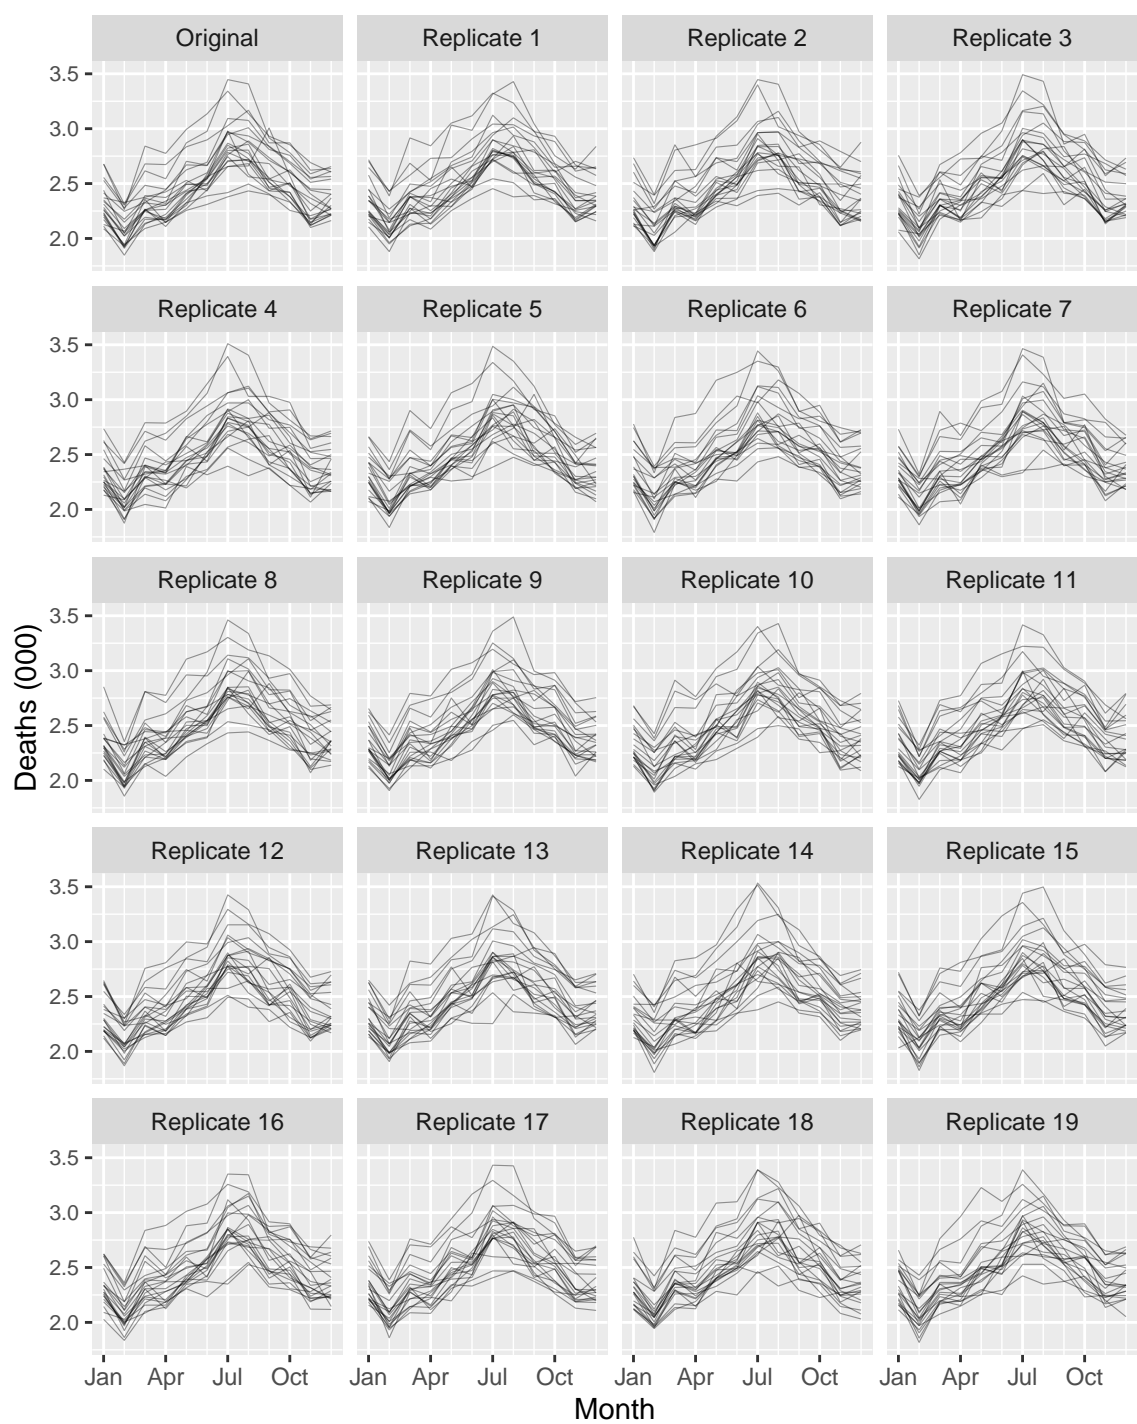 Original Replicate 1 Replicate 2 Replicate 3
3.5
3.0
2.5
2.0
Replicate 4 Replicate 5 Replicate 6 Replicate 7
3.5
3.0
2.5
2.0
Replicate 8 Replicate 9 Replicate 10 Replicate 11
3.5
3.0
2.5
2.0
Deaths (000)
Replicate 12 Replicate 13 Replicate 14 Replicate 15
3.5
3.0
2.5
2.0
Replicate 16 Replicate 17 Replicate 18 Replicate 19
3.5
3.0
2.5
2.0
Jan Apr Jul Oct Jan Apr Jul Oct Jan Apr Jul Oct Jan Apr Jul Oct
Month